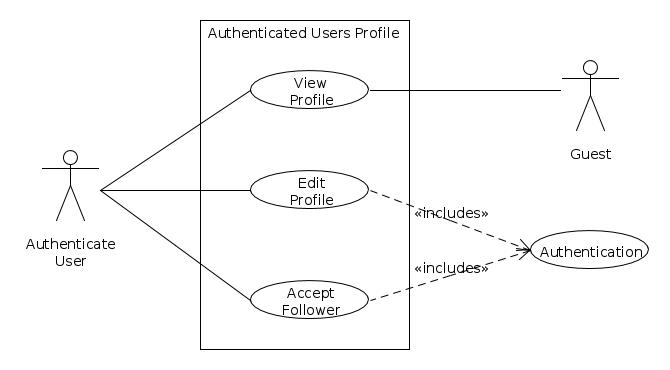 Authenticated Users Profile
View
Profile
Guest
Edit
Profile
«includes»
Authenticate
User
Authentication
«includes»
Accept
Follower